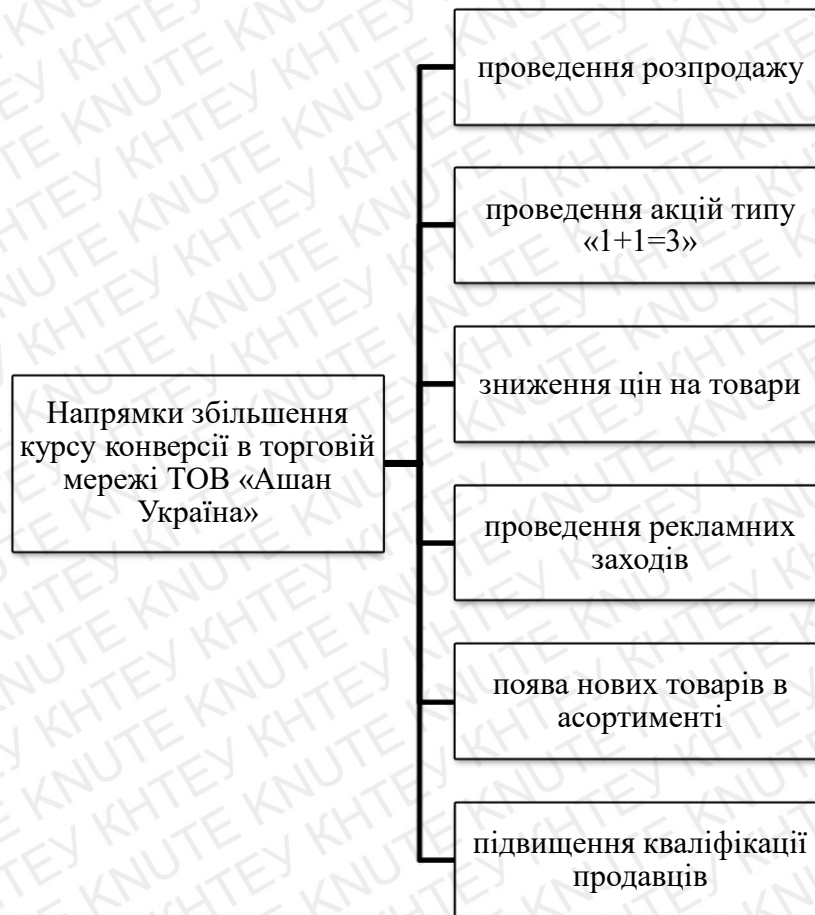 проведення розпродажу
проведення акцій типу
«1+1=3»
зниження цін на товари
Напрямки збільшення
курсу конверсії в торговій
мережі ТОВ «Ашан
Україна»
проведення рекламних
заходів
поява нових товарів в
асортименті
підвищення кваліфікації
продавців